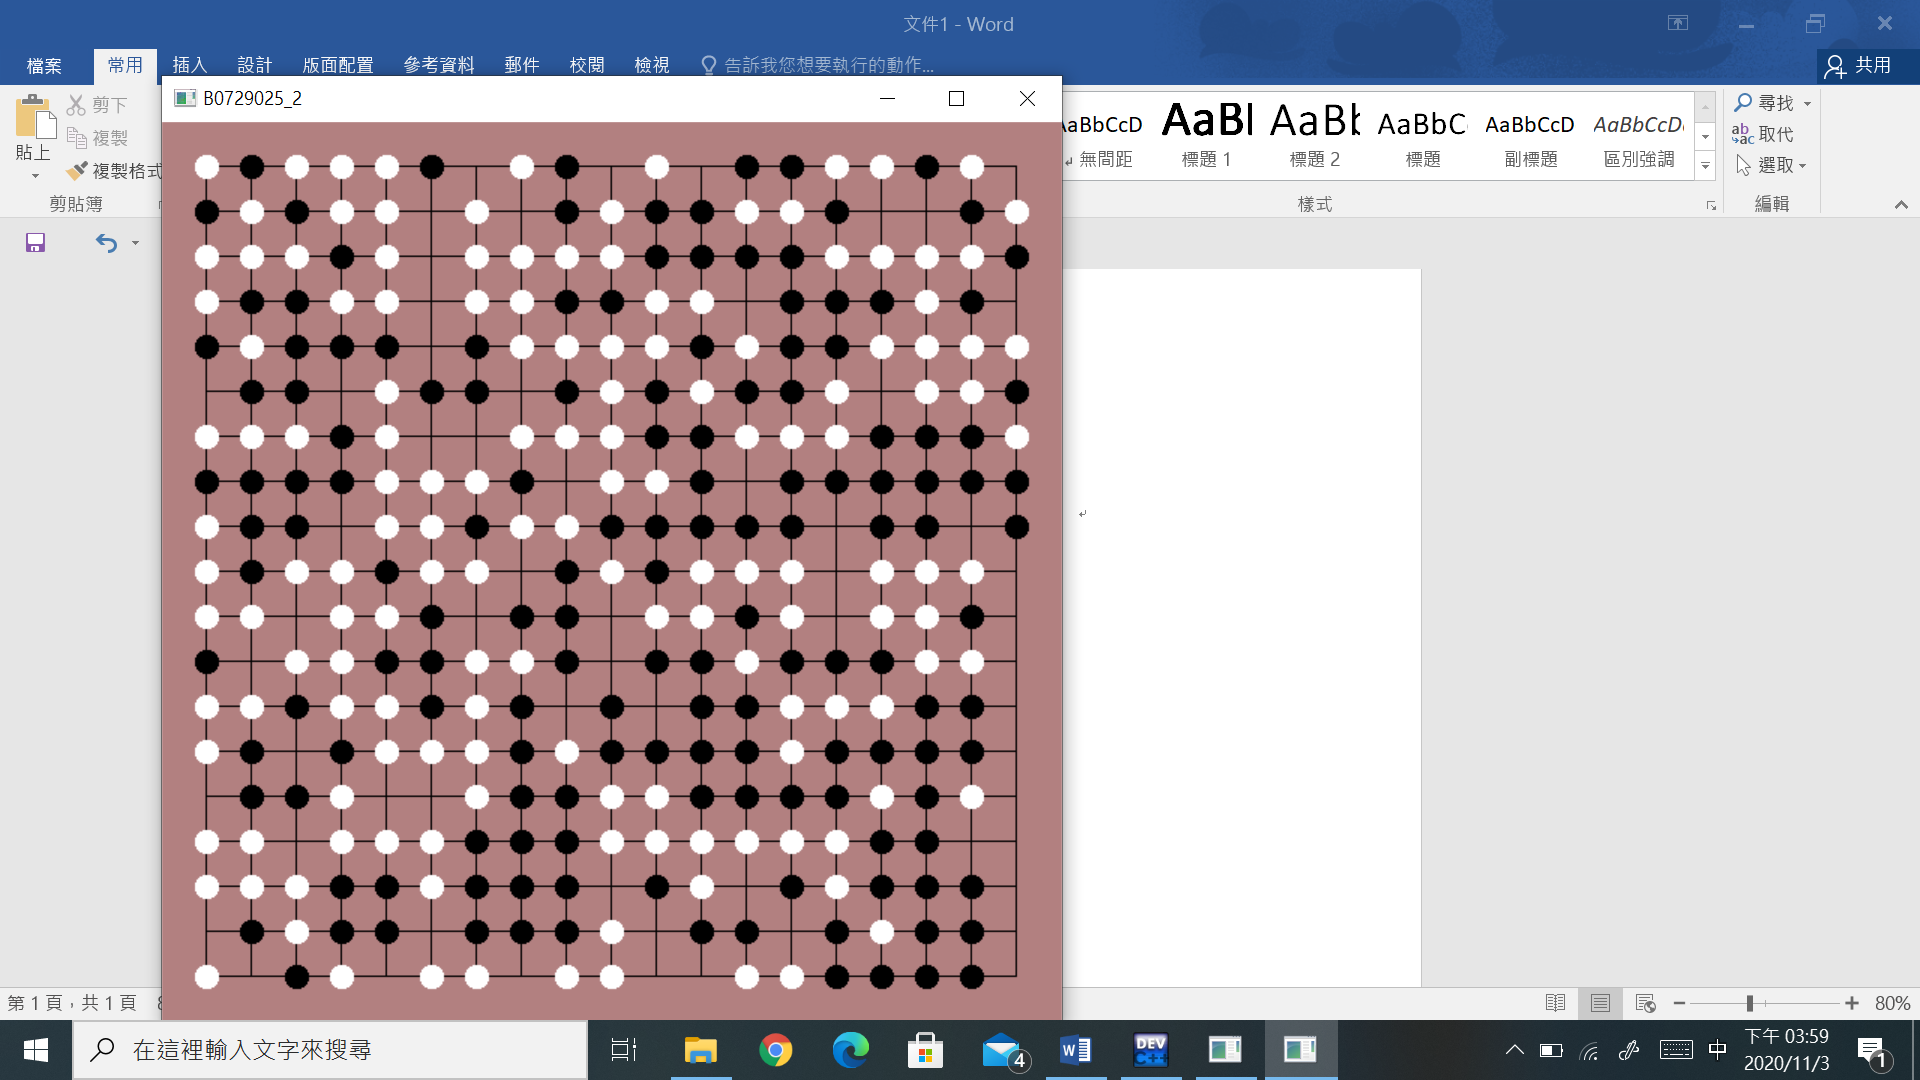 文件1 - Word
檔案 常用 插入 設計 版面配置 參考資料 郵件 校閱 檢視 告訴我您想要執行的動作... 共用
B0729025_2
剪下
複製
貼上
複製格式
剪貼簿
AaBbCcD AaBl AaBb AaBbC AaBbCcD AaBbCcD
無間距 標題 1 標題 2 標題 副標題 區別強調
樣式
尋找
取代
選取
編輯
第 1 頁，共 1 頁
80%
在這裡輸入文字來搜尋
4
DEV
C++
中
下午 03:59
2020/11/3
1